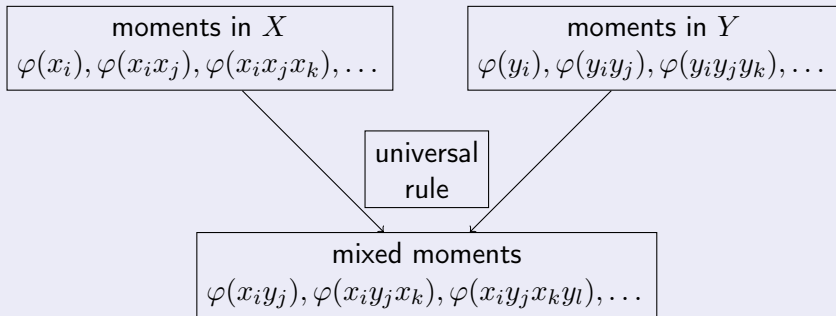 moments in X
φ(x_i), φ(x_i x_j), φ(x_i x_j x_k), …
moments in Y
φ(y_i), φ(y_i y_j), φ(y_i y_j y_k), …
universal
rule
mixed moments
φ(x_i y_j), φ(x_i y_j x_k), φ(x_i y_j x_k y_l), …